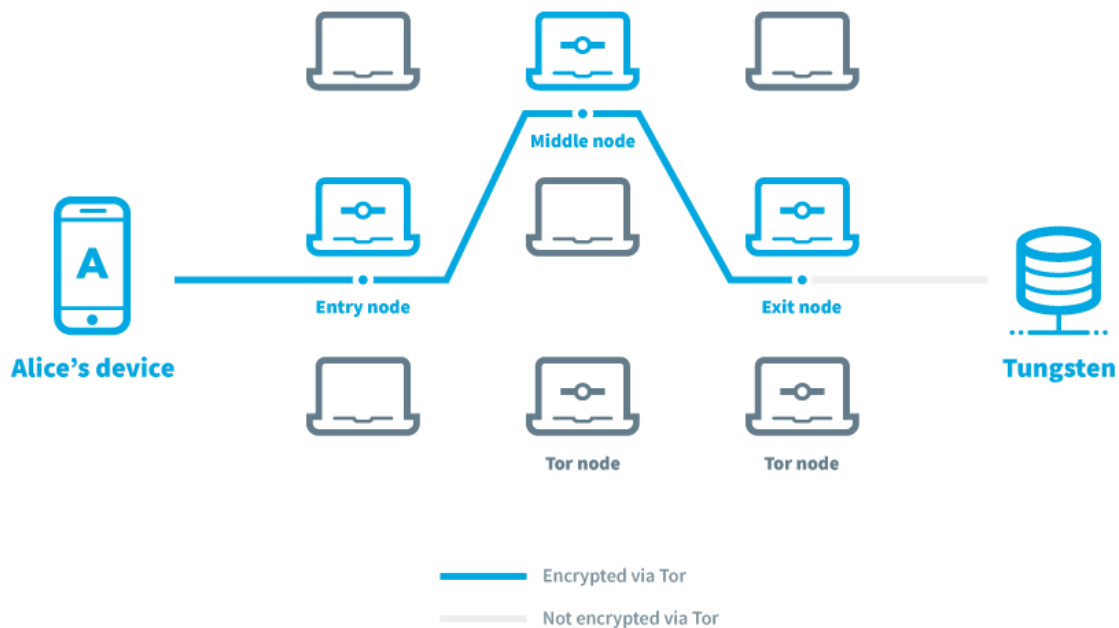 Middle node
A
Entry node
Exit node
Alice’s device
Tungsten
Tor node
Tor node
Encrypted via Tor
Not encrypted via Tor